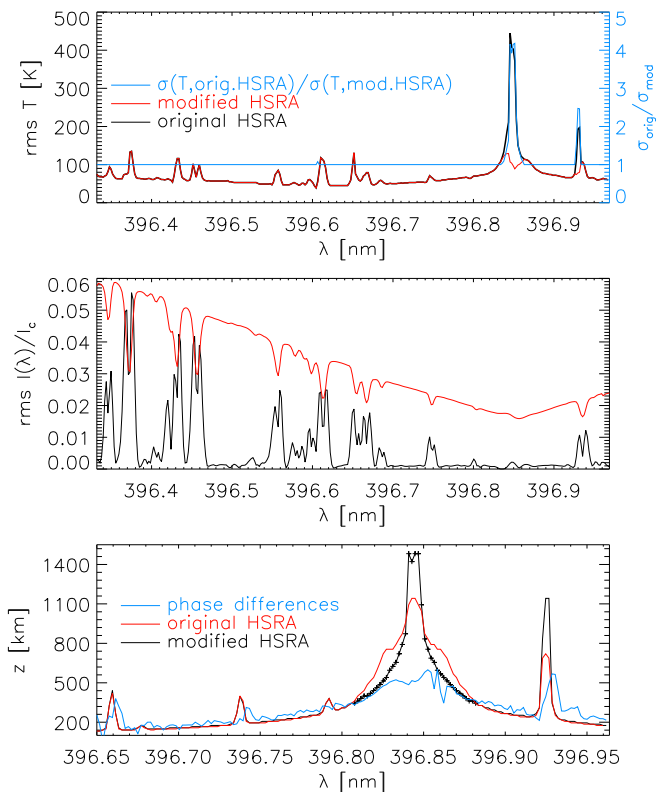 500
400
300
200
100
0
rms T [K]
5
4
3
2
1
0
σorig/σmod
σ(T,orig.HSRA)/σ(T,mod.HSRA)
modified HSRA
original HSRA
396.4 396.5 396.6 396.7 396.8 396.9
λ [nm]
0.06
0.05
0.04
0.03
0.02
0.01
0.00
rms I(λ)/Ic
396.4 396.5 396.6 396.7 396.8 396.9
λ [nm]
1400
1100
800
500
200
z [km]
phase differences
original HSRA
modified HSRA
396.65 396.70 396.75 396.80 396.85 396.90 396.95
λ [nm]